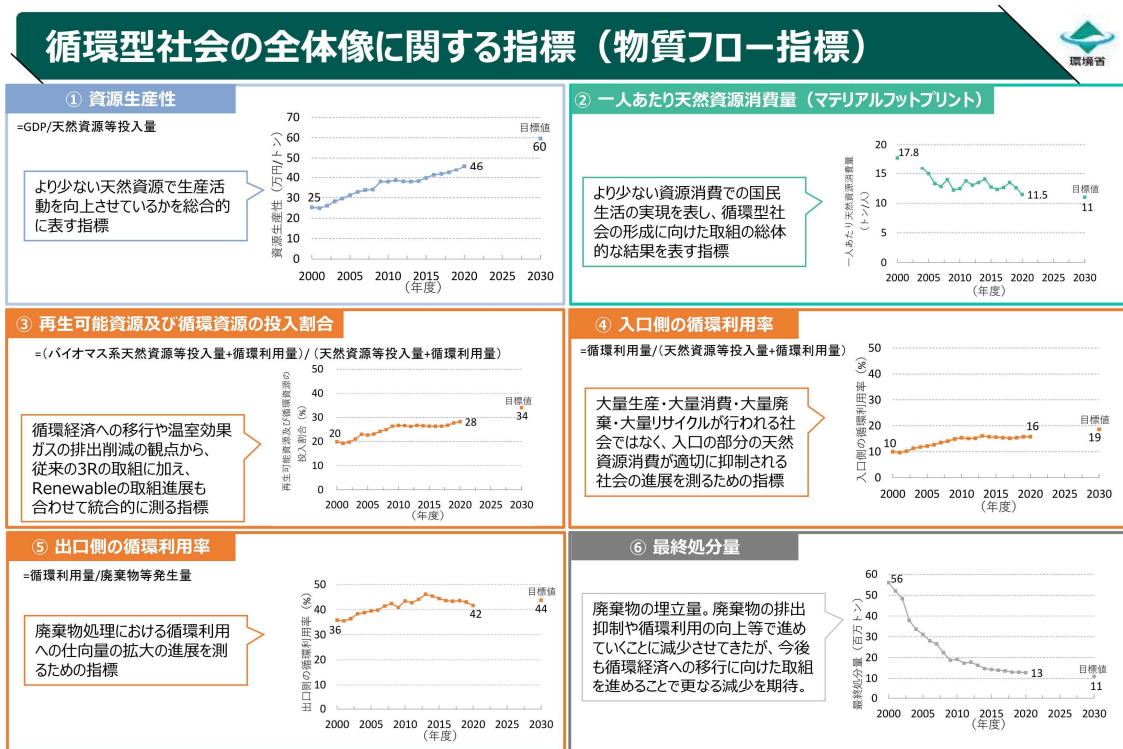 循環型社会の全体像に関する指標（物質フロー指標）
環境省
① 資源生産性
=GDP/天然資源等投入量
より少ない天然資源で生産活
動を向上させているかを総合的
に表す指標
資源生産性（万円/トン）
70
60
50
40
30
20
10
0
25
46
目標値
60
2000 2005 2010 2015 2020 2030
（年度）
② 一人あたり天然資源消費量（マテリアルフットプリント）
より少ない資源消費での国民
生活の実現を表し、循環型社
会の形成に向けた取組の総体
的な結果を表す指標
一人あたり天然資源消費量
（トン/人）
20
15
10
5
0
17.8
11.5
目標値
11
2000 2005 2010 2015 2020 2030
（年度）
③ 再生可能資源及び循環資源の投入割合
=(バイオマス系天然資源等投入量+循環利用量)/（天然資源等投入量+循環利用量）
循環経済への移行や温室効果
ガスの排出削減の観点から、
従来の3Rの取組に加え、
Renewableの取組進展も
合わせて統合的に測る指標
再生可能資源及び循環資源の
投入割合（%）
50
40
30
20
10
0
20
28
目標値
34
2000 2005 2010 2015 2020 2030
（年度）
④ 入口側の循環利用率
=循環利用量/(天然資源等投入量+循環利用量)
大量生産・大量消費・大量廃
棄・大量リサイクルが行われる社
会ではなく、入口の部分の天然
資源消費が適切に抑制される
社会の進展を測るための指標
入口側の循環利用率（%）
50
40
30
20
10
0
10
16
目標値
19
2000 2005 2010 2015 2020 2030
（年度）
⑤ 出口側の循環利用率
=循環利用量/廃棄物等発生量
廃棄物処理における循環利用
への仕向量の拡大の進展を測
るための指標
出口側の循環利用率（%）
50
40
30
20
10
0
36
42
目標値
44
2000 2005 2010 2015 2020 2030
（年度）
⑥ 最終処分量
廃棄物の埋立量。廃棄物の排出
抑制や循環利用の向上等で進め
ていくことに減少させてきたが、今後
も循環経済への移行に向けた取組
を進めることで更なる減少を期待。
最終処分量（百万トン）
60
50
40
30
20
10
0
56
13
目標値
11
2000 2005 2010 2015 2020 2030
（年度）